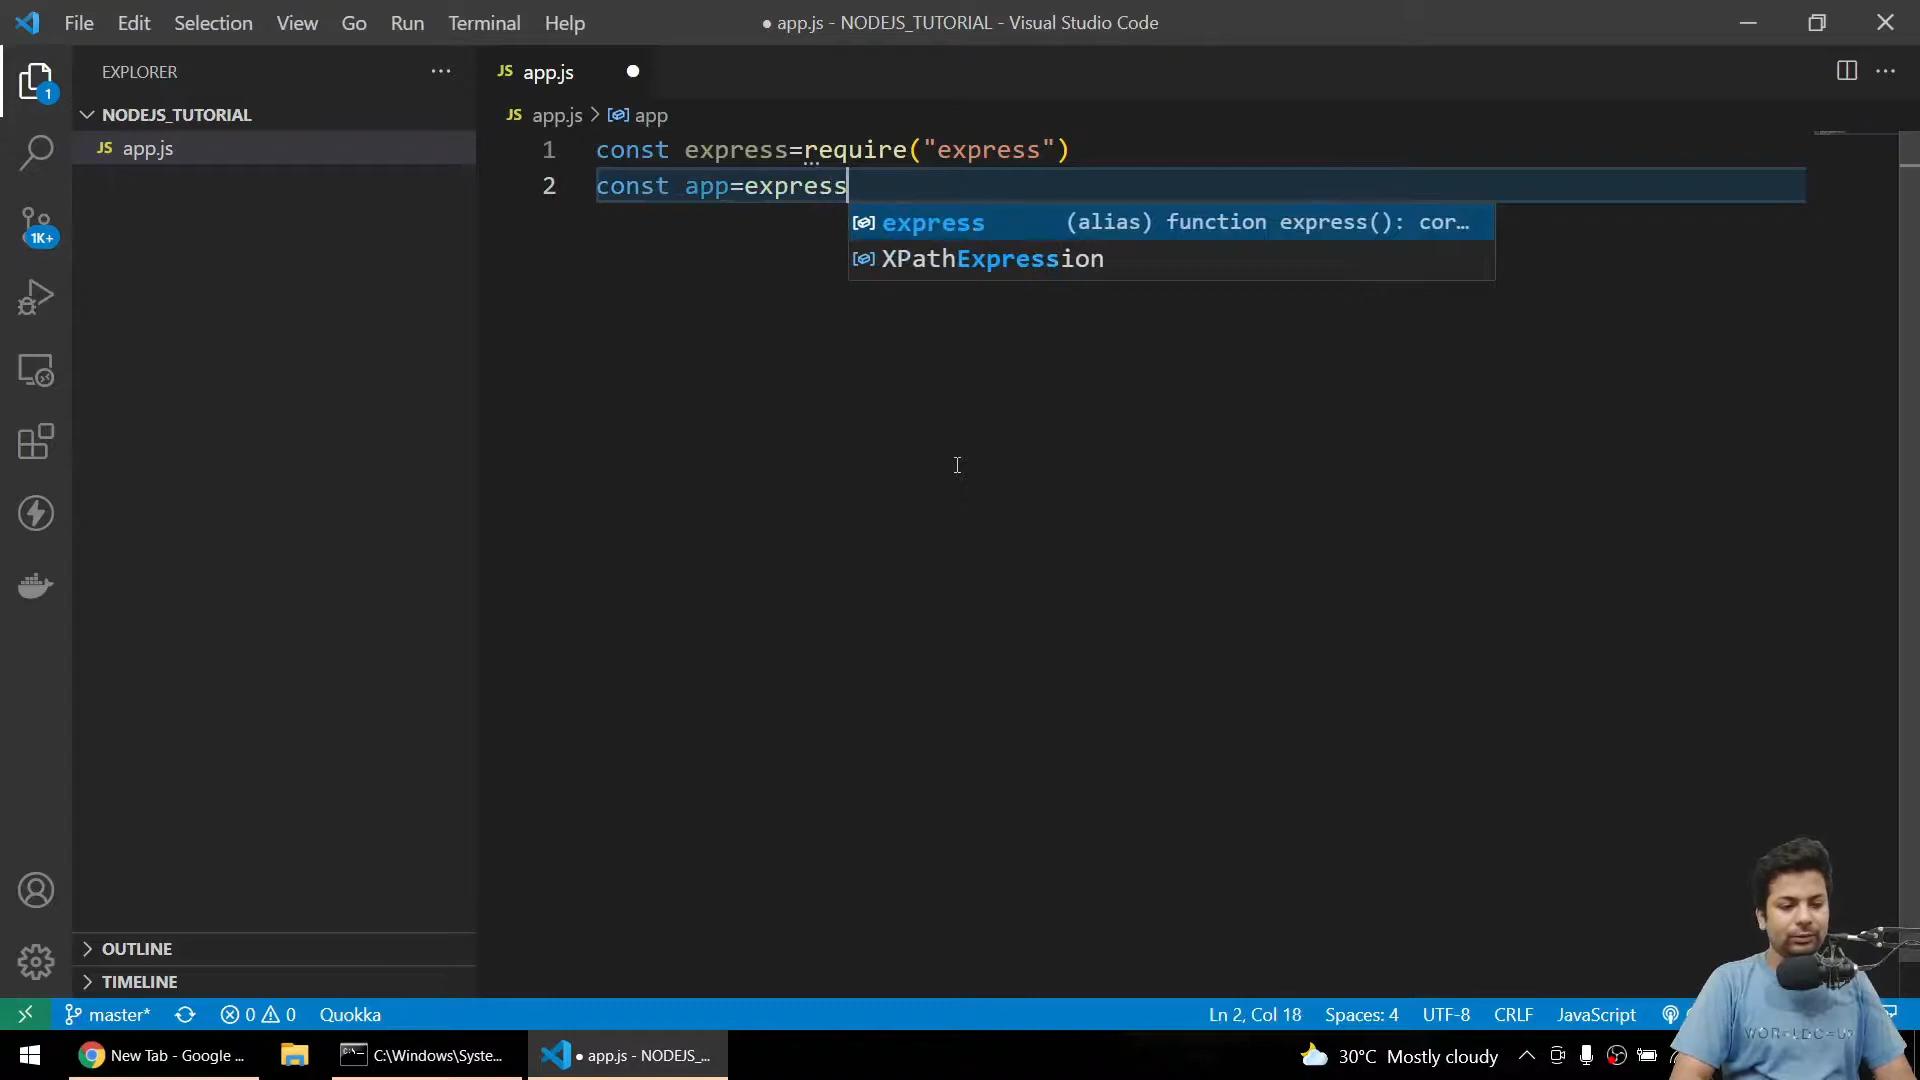 File Edit Selection View Go Run Terminal Help
● app.js - NODEJS_TUTORIAL - Visual Studio Code
EXPLORER
1
JS app.js
NODEJS_TUTORIAL
JS app.js > app
JS app.js
1 const express=require("express")
2 const app=express
express (alias) function express(): cor…
XPathExpression
1K+
OUTLINE
TIMELINE
master* 0 0 Quokka
Ln 2, Col 18 Spaces: 4 UTF-8 CRLF JavaScript
New Tab - Google ... C:\Windows\Syste... ● app.js - NODEJS_...
30°C Mostly cloudy